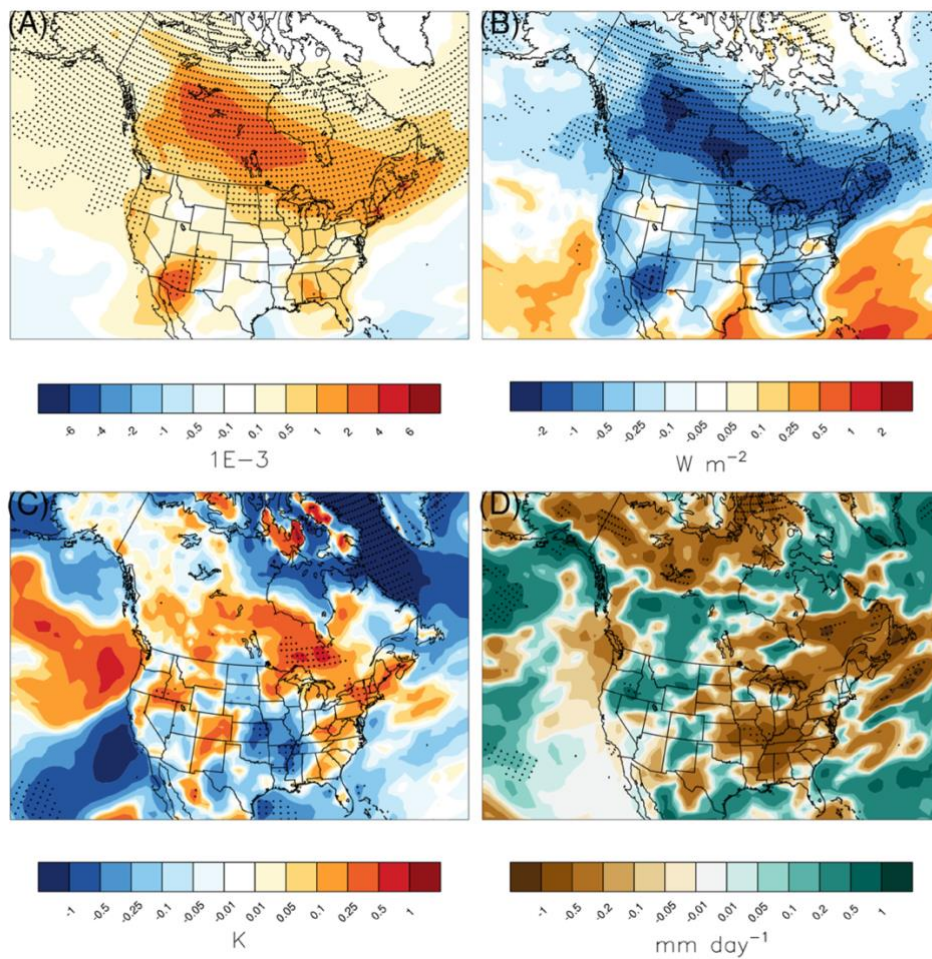 (A)
(B)
-6 -4 -2 -1 -0.5 -0.1 0.1 0.5 1 2 4 6
1E-3
-2 -1 -0.5 -0.25 -0.1 -0.05 0.05 0.1 0.25 0.5 1 2
W m⁻²
(C)
(D)
-1 -0.5 -0.25 -0.1 -0.05 -0.01 0.01 0.05 0.1 0.25 0.5 1
K
-1 -0.5 -0.2 -0.1 -0.05 -0.01 0.01 0.05 0.1 0.2 0.5 1
mm day⁻¹